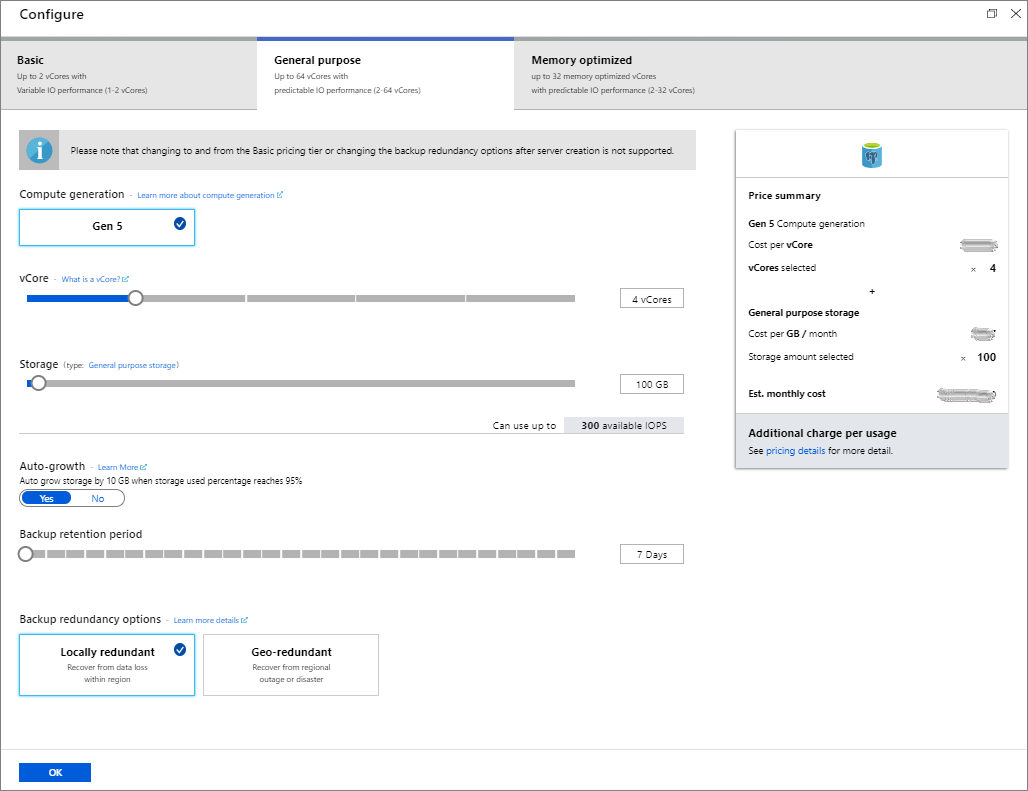 Configure
Basic
Up to 2 vCores with
Variable IO performance (1-2 vCores)
General purpose
Up to 64 vCores with
predictable IO performance (2-64 vCores)
Memory optimized
up to 32 memory optimized vCores
with predictable IO performance (2-32 vCores)
Please note that changing to and from the Basic pricing tier or changing the backup redundancy options after server creation is not supported.
Compute generation - Learn more about compute generation
Gen 5
vCore - What is a vCore?
4 vCores
Storage (type: General purpose storage)
100 GB
Can use up to 300 available IOPS
Auto-growth - Learn More
Auto grow storage by 10 GB when storage used percentage reaches 95%
Yes No
Backup retention period
7 Days
Backup redundancy options - Learn more details
Locally redundant
Recover from data loss
within region
Geo-redundant
Recover from regional
outage or disaster
OK
Price summary
Gen 5 Compute generation
Cost per vCore
vCores selected × 4
+
General purpose storage
Cost per GB / month
Storage amount selected × 100
Est. monthly cost
Additional charge per usage
See pricing details for more detail.